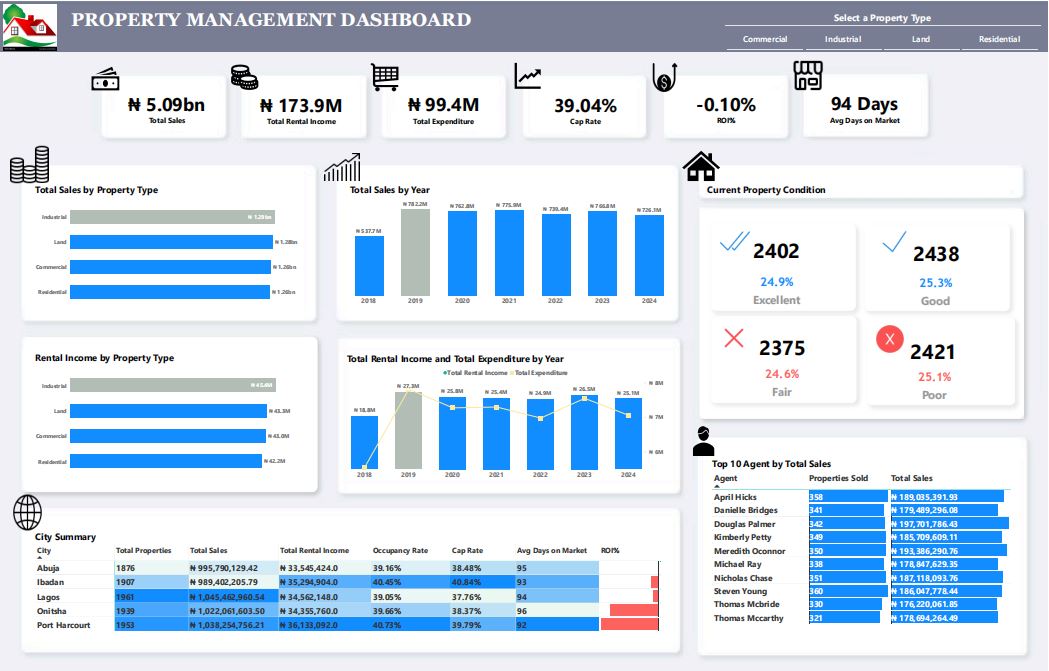 PROPERTY MANAGEMENT DASHBOARD
Select a Property Type
Commercial Industrial Land Residential
₦ 5.09bn
Total Sales
₦ 173.9M
Total Rental Income
₦ 99.4M
Total Expenditure
39.04%
Cap Rate
-0.10%
ROI%
94 Days
Avg Days on Market
Total Sales by Property Type
Industrial ₦ 1.29bn
Land ₦ 1.28bn
Commercial ₦ 1.26bn
Residential ₦ 1.26bn
Total Sales by Year
₦ 537.7M ₦ 782.2M ₦ 762.8M ₦ 775.9M ₦ 739.4M ₦ 766.8M ₦ 726.1M
2018 2019 2020 2021 2022 2023 2024
Current Property Condition
2402
24.9%
Excellent
2438
25.3%
Good
2375
24.6%
Fair
X
2421
25.1%
Poor
Rental Income by Property Type
Industrial ₦ 45.4M
Land ₦ 43.3M
Commercial ₦ 43.0M
Residential ₦ 42.2M
Total Rental Income and Total Expenditure by Year
Total Rental Income Total Expenditure
₦ 18.8M ₦ 27.3M ₦ 25.8M ₦ 25.4M ₦ 24.9M ₦ 26.5M ₦ 25.1M
₦ 8M
₦ 7M
₦ 6M
2018 2019 2020 2021 2022 2023 2024
Top 10 Agent by Total Sales
Agent Properties Sold Total Sales
April Hicks 358 ₦ 189,035,391.93
Danielle Bridges 341 ₦ 179,489,296.08
Douglas Palmer 342 ₦ 197,701,786.43
Kimberly Petty 349 ₦ 185,709,609.11
Meredith Oconnor 350 ₦ 193,386,290.76
Michael Ray 338 ₦ 178,847,629.35
Nicholas Chase 351 ₦ 187,118,093.76
Steven Young 360 ₦ 186,047,778.44
Thomas Mcbride 330 ₦ 176,220,061.85
Thomas Mccarthy 321 ₦ 178,694,264.49
City Summary
City Total Properties Total Sales Total Rental Income Occupancy Rate Cap Rate Avg Days on Market ROI%
Abuja 1876 ₦ 995,790,129.42 ₦ 33,545,424.0 39.16% 38.48% 95
Ibadan 1907 ₦ 989,402,205.79 ₦ 35,294,904.0 40.45% 40.84% 93
Lagos 1961 ₦ 1,045,462,960.54 ₦ 34,562,148.0 39.05% 37.76% 94
Onitsha 1939 ₦ 1,022,061,603.50 ₦ 34,355,760.0 39.66% 38.37% 96
Port Harcourt 1953 ₦ 1,038,254,756.21 ₦ 36,133,092.0 40.73% 39.79% 92